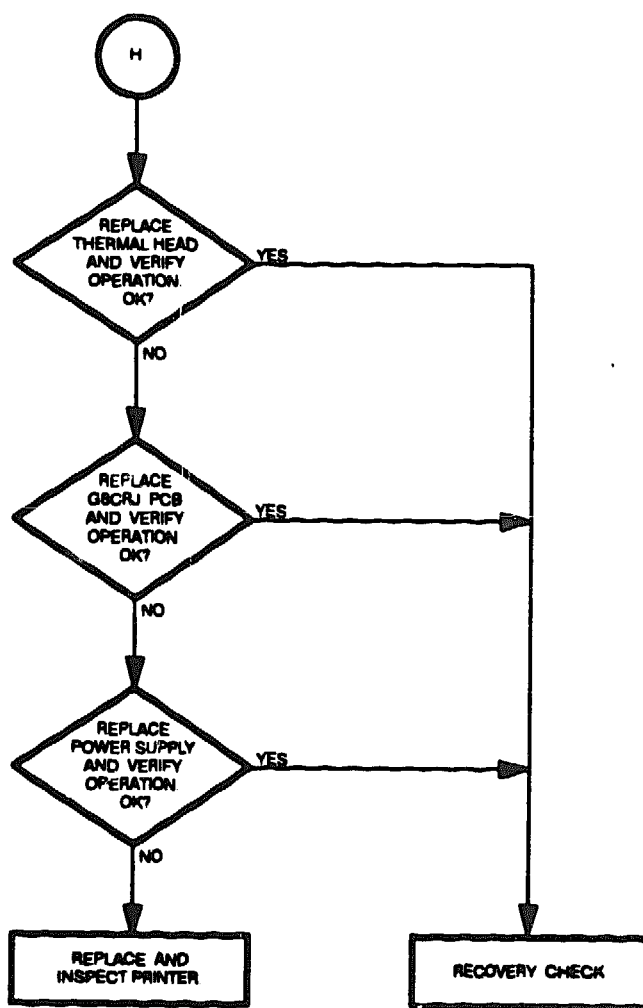 H
REPLACE
THERMAL HEAD
AND VERIFY
OPERATION.
OK?
YES
NO
REPLACE
G8CRJ PCB
AND VERIFY
OPERATION
OK?
YES
NO
REPLACE
POWER SUPPLY
AND VERIFY
OPERATION.
OK?
YES
NO
REPLACE AND
INSPECT PRINTER
RECOVERY CHECK